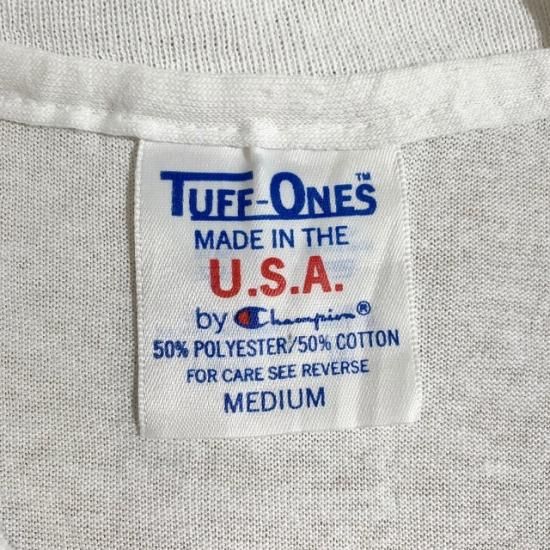 TUFF-ONES™
MADE IN THE
U.S.A.
by Champion®
50% POLYESTER/50% COTTON
FOR CARE SEE REVERSE
MEDIUM